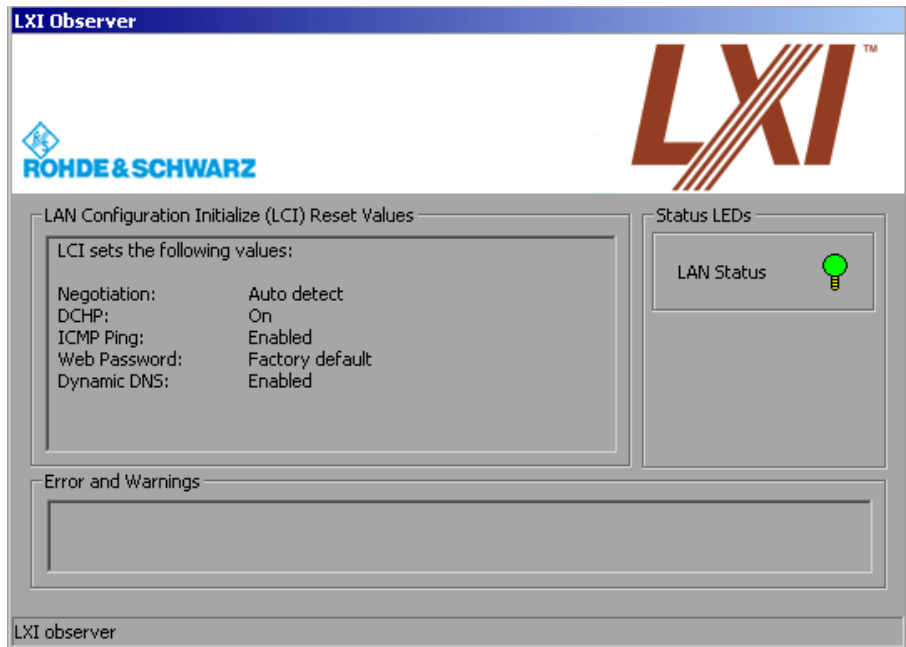 LXI Observer
LXI™
ROHDE & SCHWARZ
LAN Configuration Initialize (LCI) Reset Values
LCI sets the following values:
Negotiation: Auto detect
DCHP: On
ICMP Ping: Enabled
Web Password: Factory default
Dynamic DNS: Enabled
Status LEDs
LAN Status
Error and Warnings
LXI observer